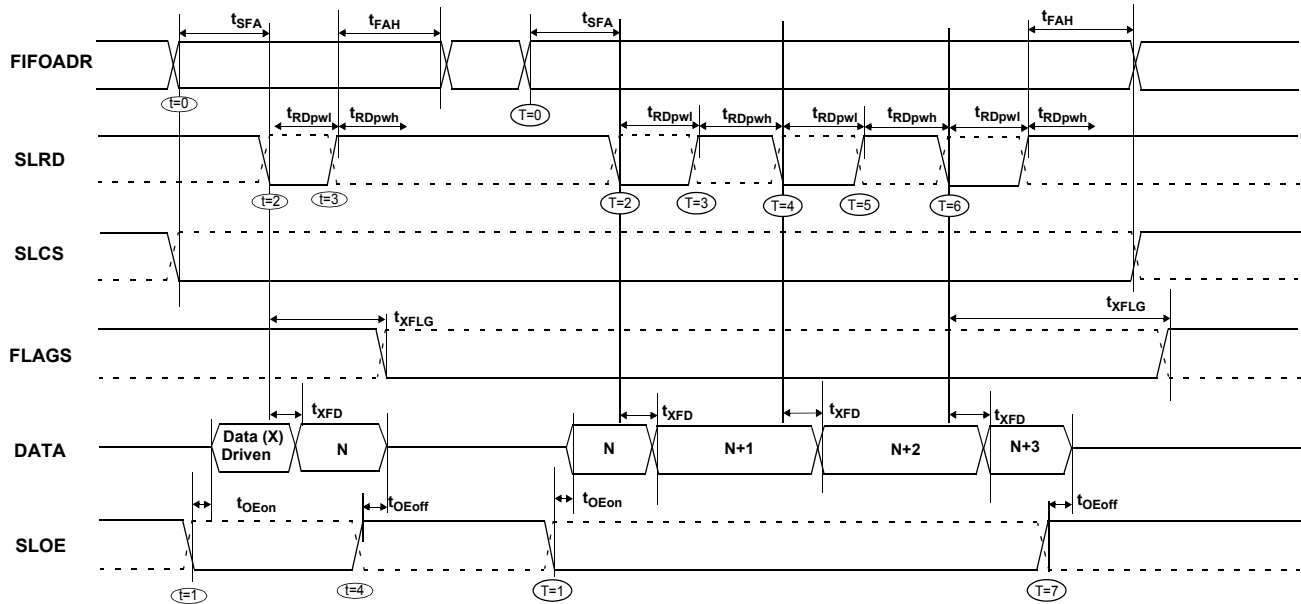 tSFA tFAH tSFA tFAH
FIFOADR
t=0 T=0
tRDpwl tRDpwh tRDpwl tRDpwh tRDpwl tRDpwh tRDpwl tRDpwh
SLRD
t=2 t=3 T=2 T=3 T=4 T=5 T=6
SLCS
tXFLG tXFLG
FLAGS
tXFD tXFD tXFD tXFD
DATA
Data (X)
Driven
N N N+1 N+2 N+3
tOEon tOEoff tOEon tOEoff
SLOE
t=1 t=4 T=1 T=7